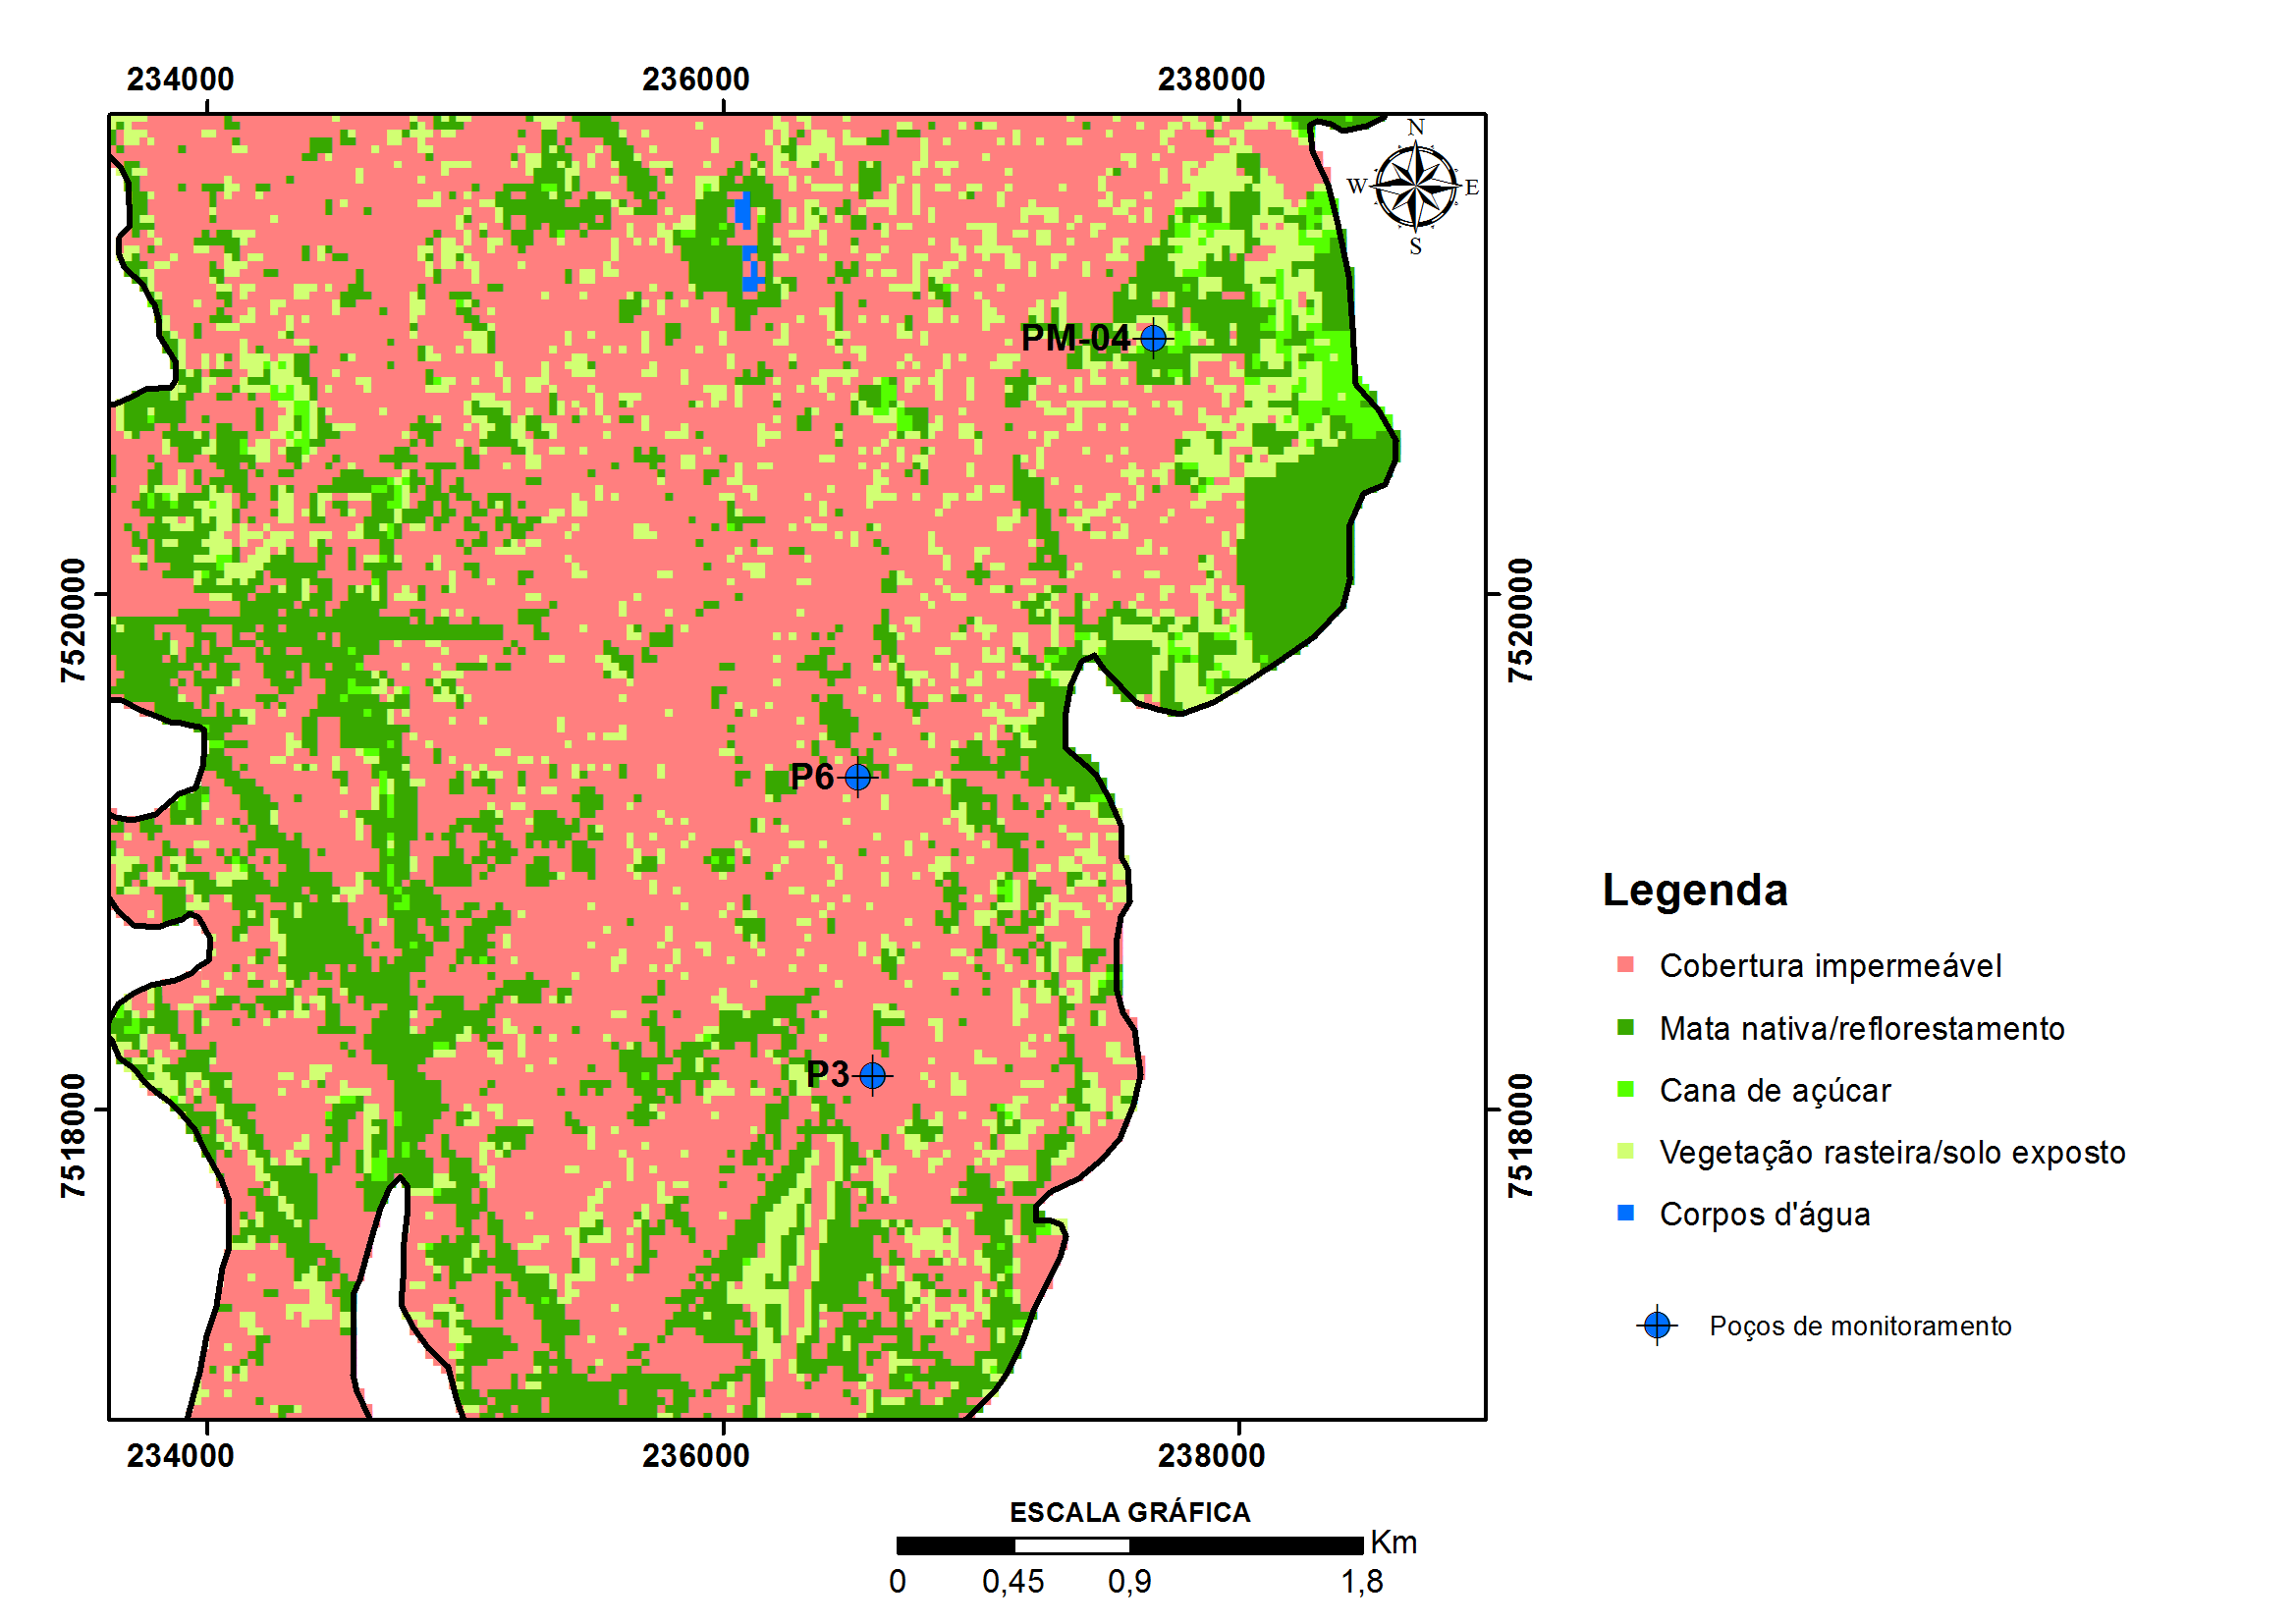 234000 236000 238000
N
W E
S
PM-04
7520000 7520000
P6
Legenda
Cobertura impermeável
Mata nativa/reflorestamento
P3
Cana de açúcar
7518000 7518000
Vegetação rasteira/solo exposto
Corpos d'água
Poços de monitoramento
234000 236000 238000
ESCALA GRÁFICA
Km
0 0,45 0,9 1,8